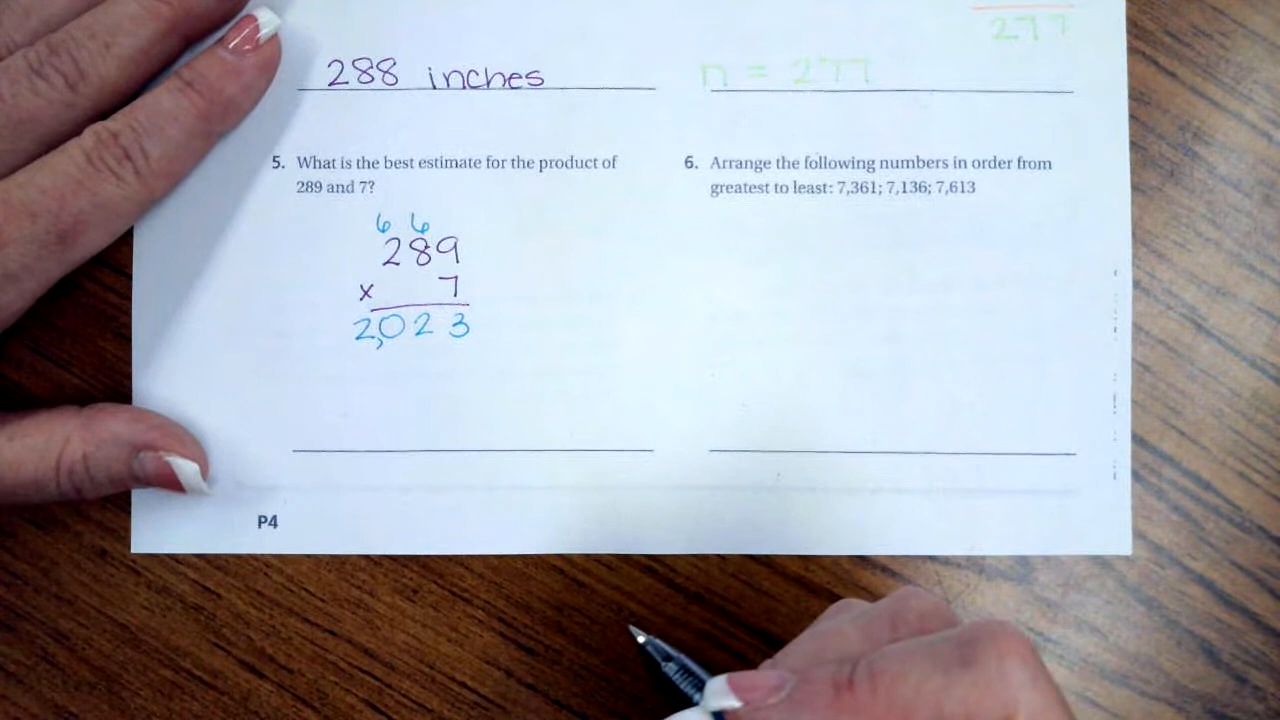 277
288 inches
n = 277
5. What is the best estimate for the product of
289 and 7?
6 6
289
x 7
2,023
6. Arrange the following numbers in order from
greatest to least: 7,361; 7,136; 7,613
P4